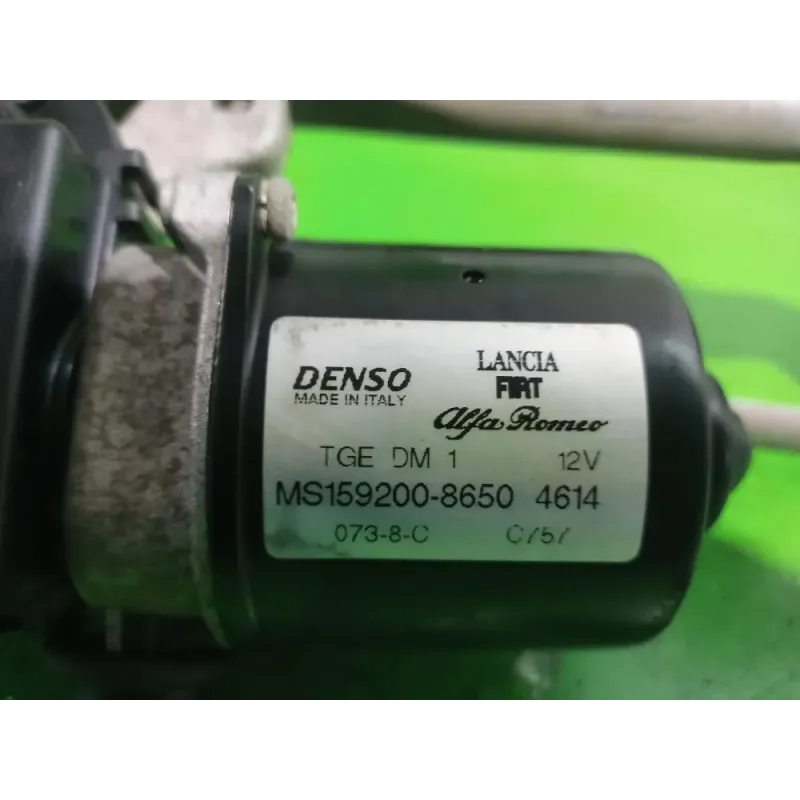 DENSO
MADE IN ITALY
LANCIA
FIAT
Alfa Romeo
TGE DM 1 12V
MS159200-8650 4614
073-8-C C757